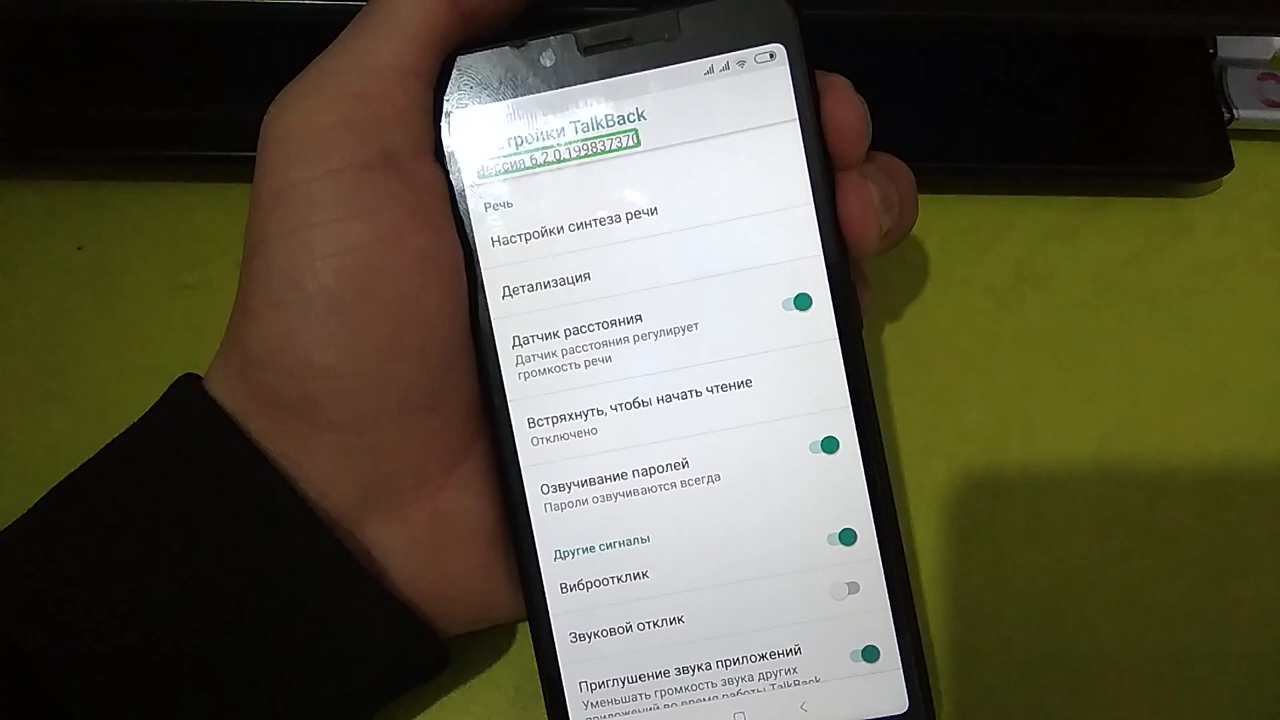 TalkBack
Версия 6.2.0.199837370
Речь
Настройки синтеза речи
Детализация
Датчик расстояния
Датчик расстояния регулирует
громкость речи
Встряхнуть, чтобы начать чтение
Отключено
Озвучивание паролей
Пароли озвучиваются всегда
Другие сигналы
Виброотклик
Звуковой отклик
Приглушение звука приложений
Уменьшать громкость звука других
приложений во время работы TalkBack